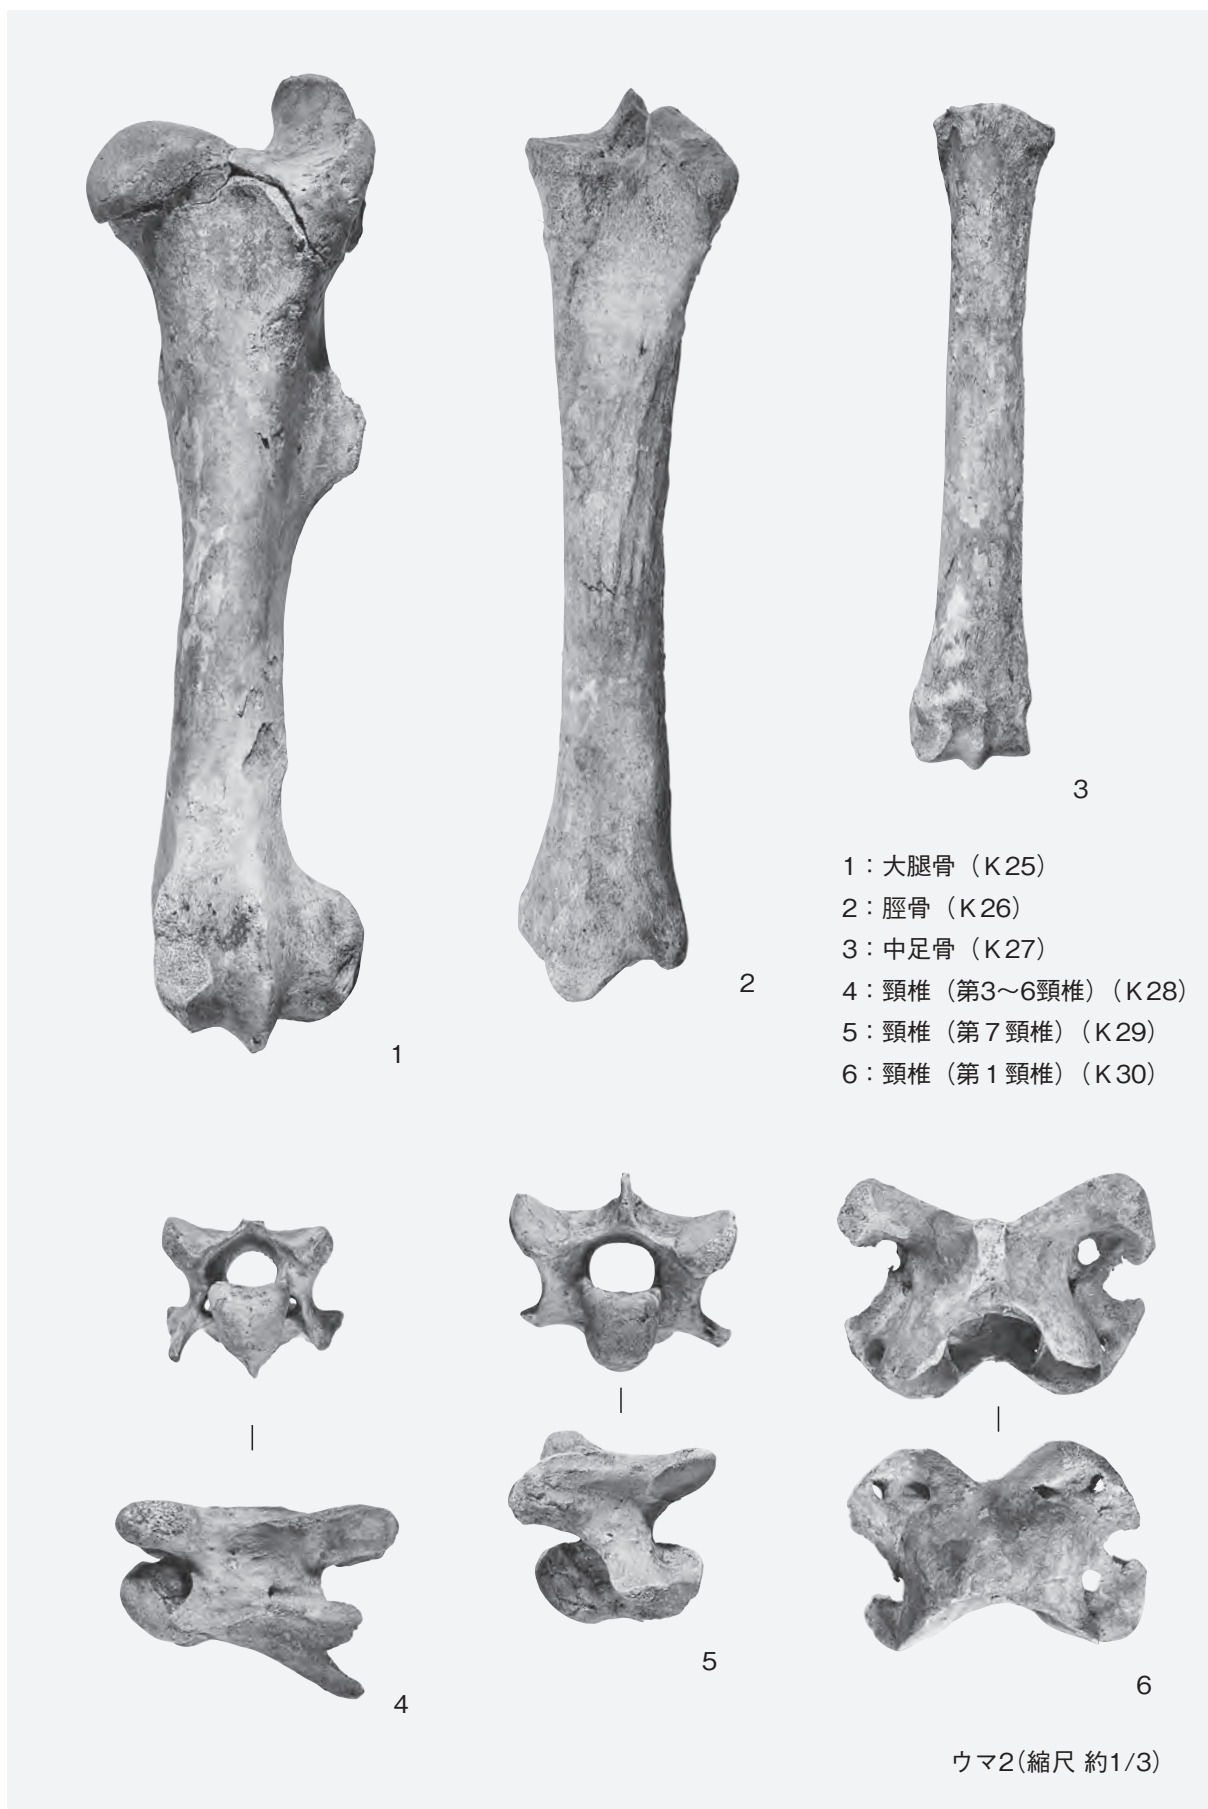 3
1：大腿骨（K25）
2：脛骨（K26）
3：中足骨（K27）
4：頸椎（第3～6頸椎）（K28）
5：頸椎（第7頸椎）（K29）
6：頸椎（第1頸椎）（K30）
2
1
4
5
6
ウマ2（縮尺 約1/3）